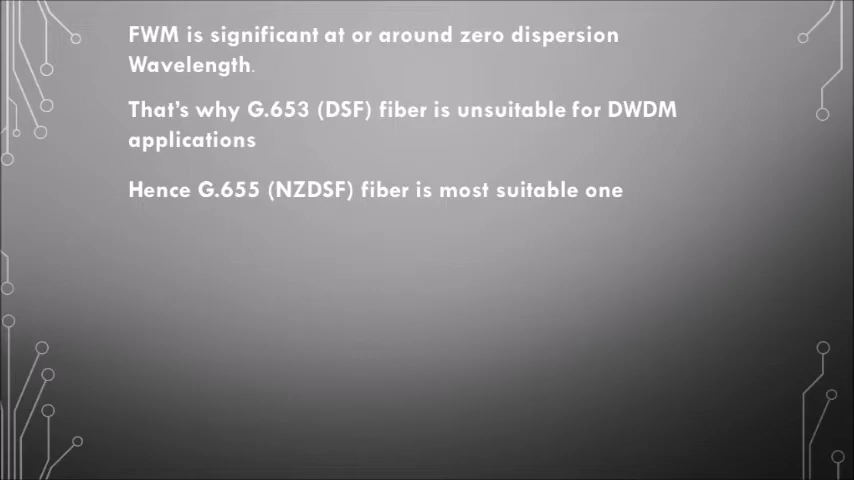 FWM is significant at or around zero dispersion
Wavelength.
That's why G.653 (DSF) fiber is unsuitable for DWDM
applications
Hence G.655 (NZDSF) fiber is most suitable one